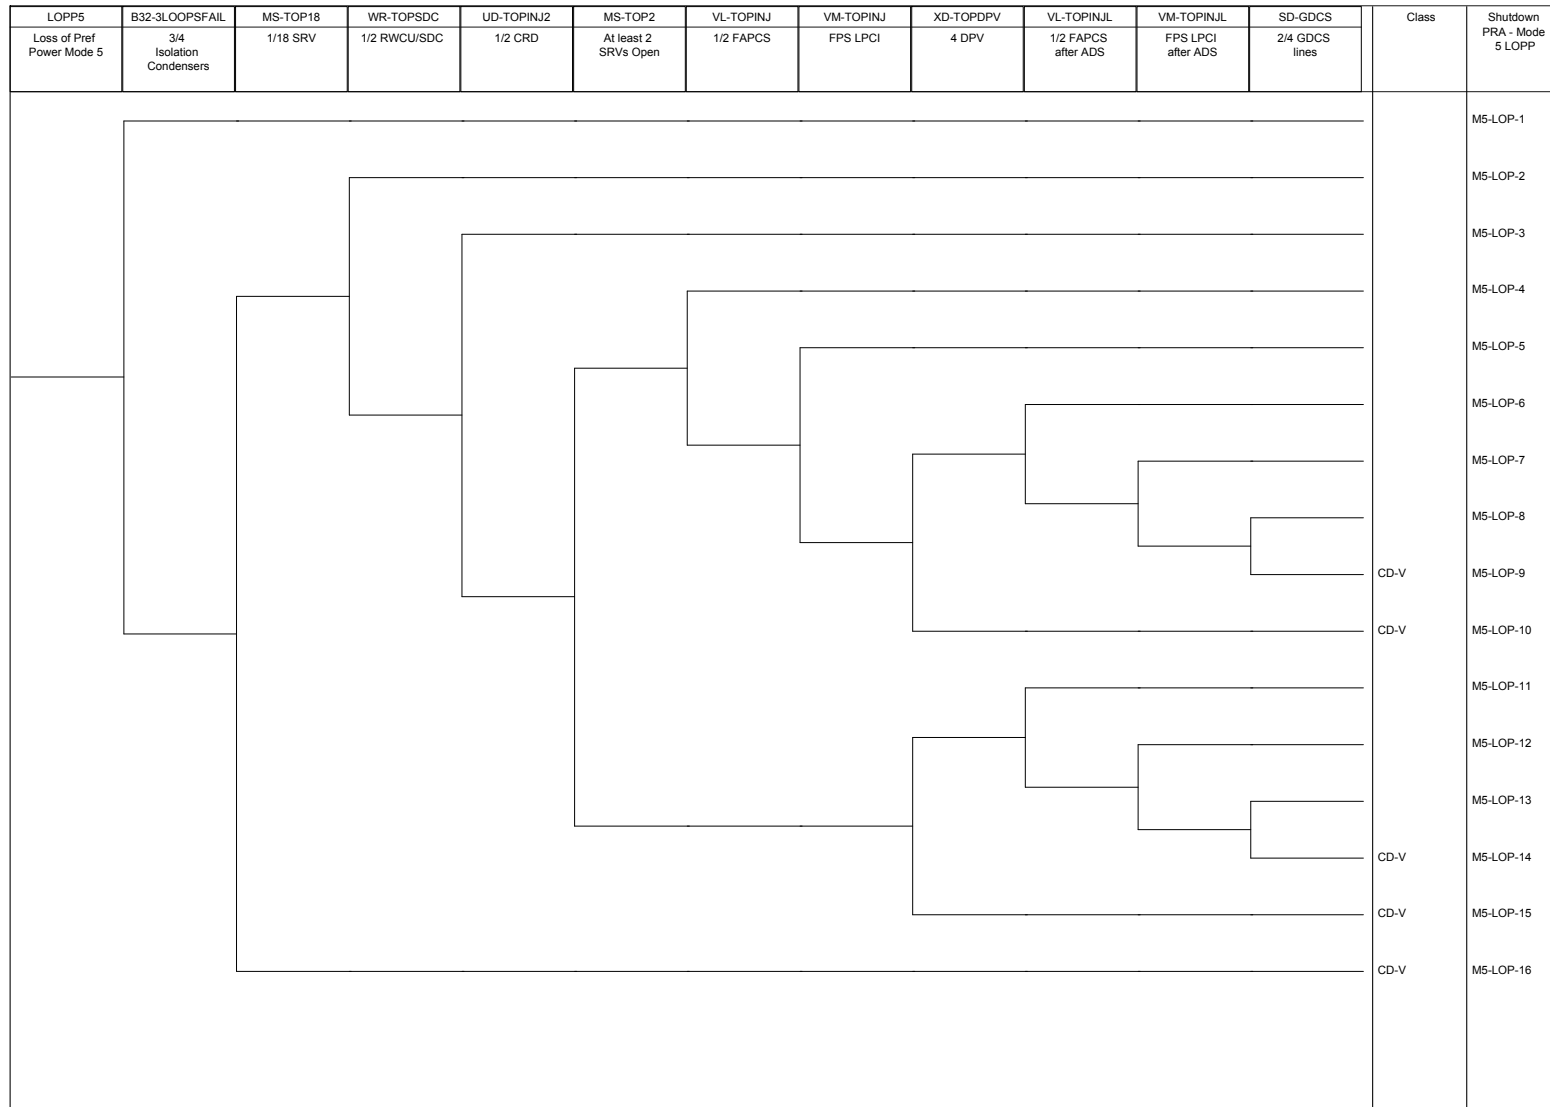 LOPP5 B32-3LOOPSFAIL MS-TOP18 WR-TOPSDC UD-TOPINJ2 MS-TOP2 VL-TOPINJ VM-TOPINJ XD-TOPDPV VL-TOPINJL VM-TOPINJL SD-GDCS Class Shutdown
PRA - Mode
5 LOPP
Loss of Pref
Power Mode 5
3/4
Isolation
Condensers
1/18 SRV
1/2 RWCU/SDC
1/2 CRD
At least 2
SRVs Open
1/2 FAPCS
FPS LPCI
4 DPV
1/2 FAPCS
after ADS
FPS LPCI
after ADS
2/4 GDCS
lines
M5-LOP-1
M5-LOP-2
M5-LOP-3
M5-LOP-4
M5-LOP-5
M5-LOP-6
M5-LOP-7
M5-LOP-8
CD-V M5-LOP-9
CD-V M5-LOP-10
M5-LOP-11
M5-LOP-12
M5-LOP-13
CD-V M5-LOP-14
CD-V M5-LOP-15
CD-V M5-LOP-16